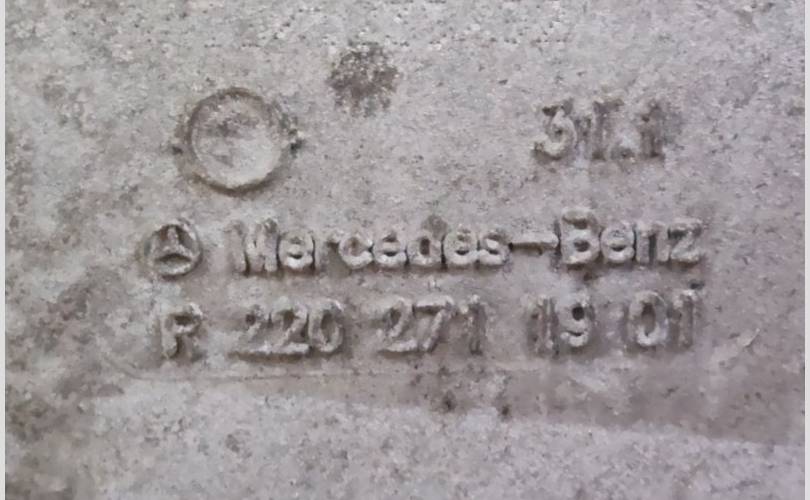 31.1
Mercedes-Benz
R 220 271 19 01